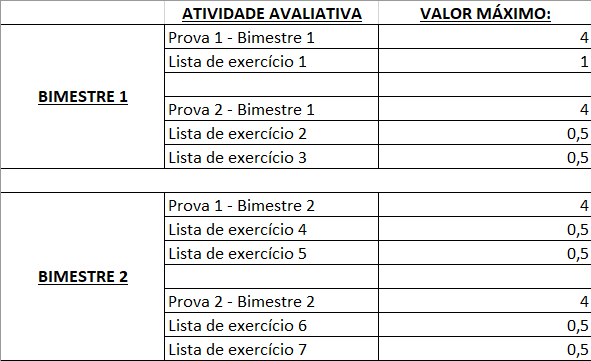 ATIVIDADE AVALIATIVA VALOR MÁXIMO:
Prova 1 - Bimestre 1 4
Lista de exercício 1 1
BIMESTRE 1
Prova 2 - Bimestre 1 4
Lista de exercício 2 0,5
Lista de exercício 3 0,5
Prova 1 - Bimestre 2 4
Lista de exercício 4 0,5
Lista de exercício 5 0,5
BIMESTRE 2
Prova 2 - Bimestre 2 4
Lista de exercício 6 0,5
Lista de exercício 7 0,5